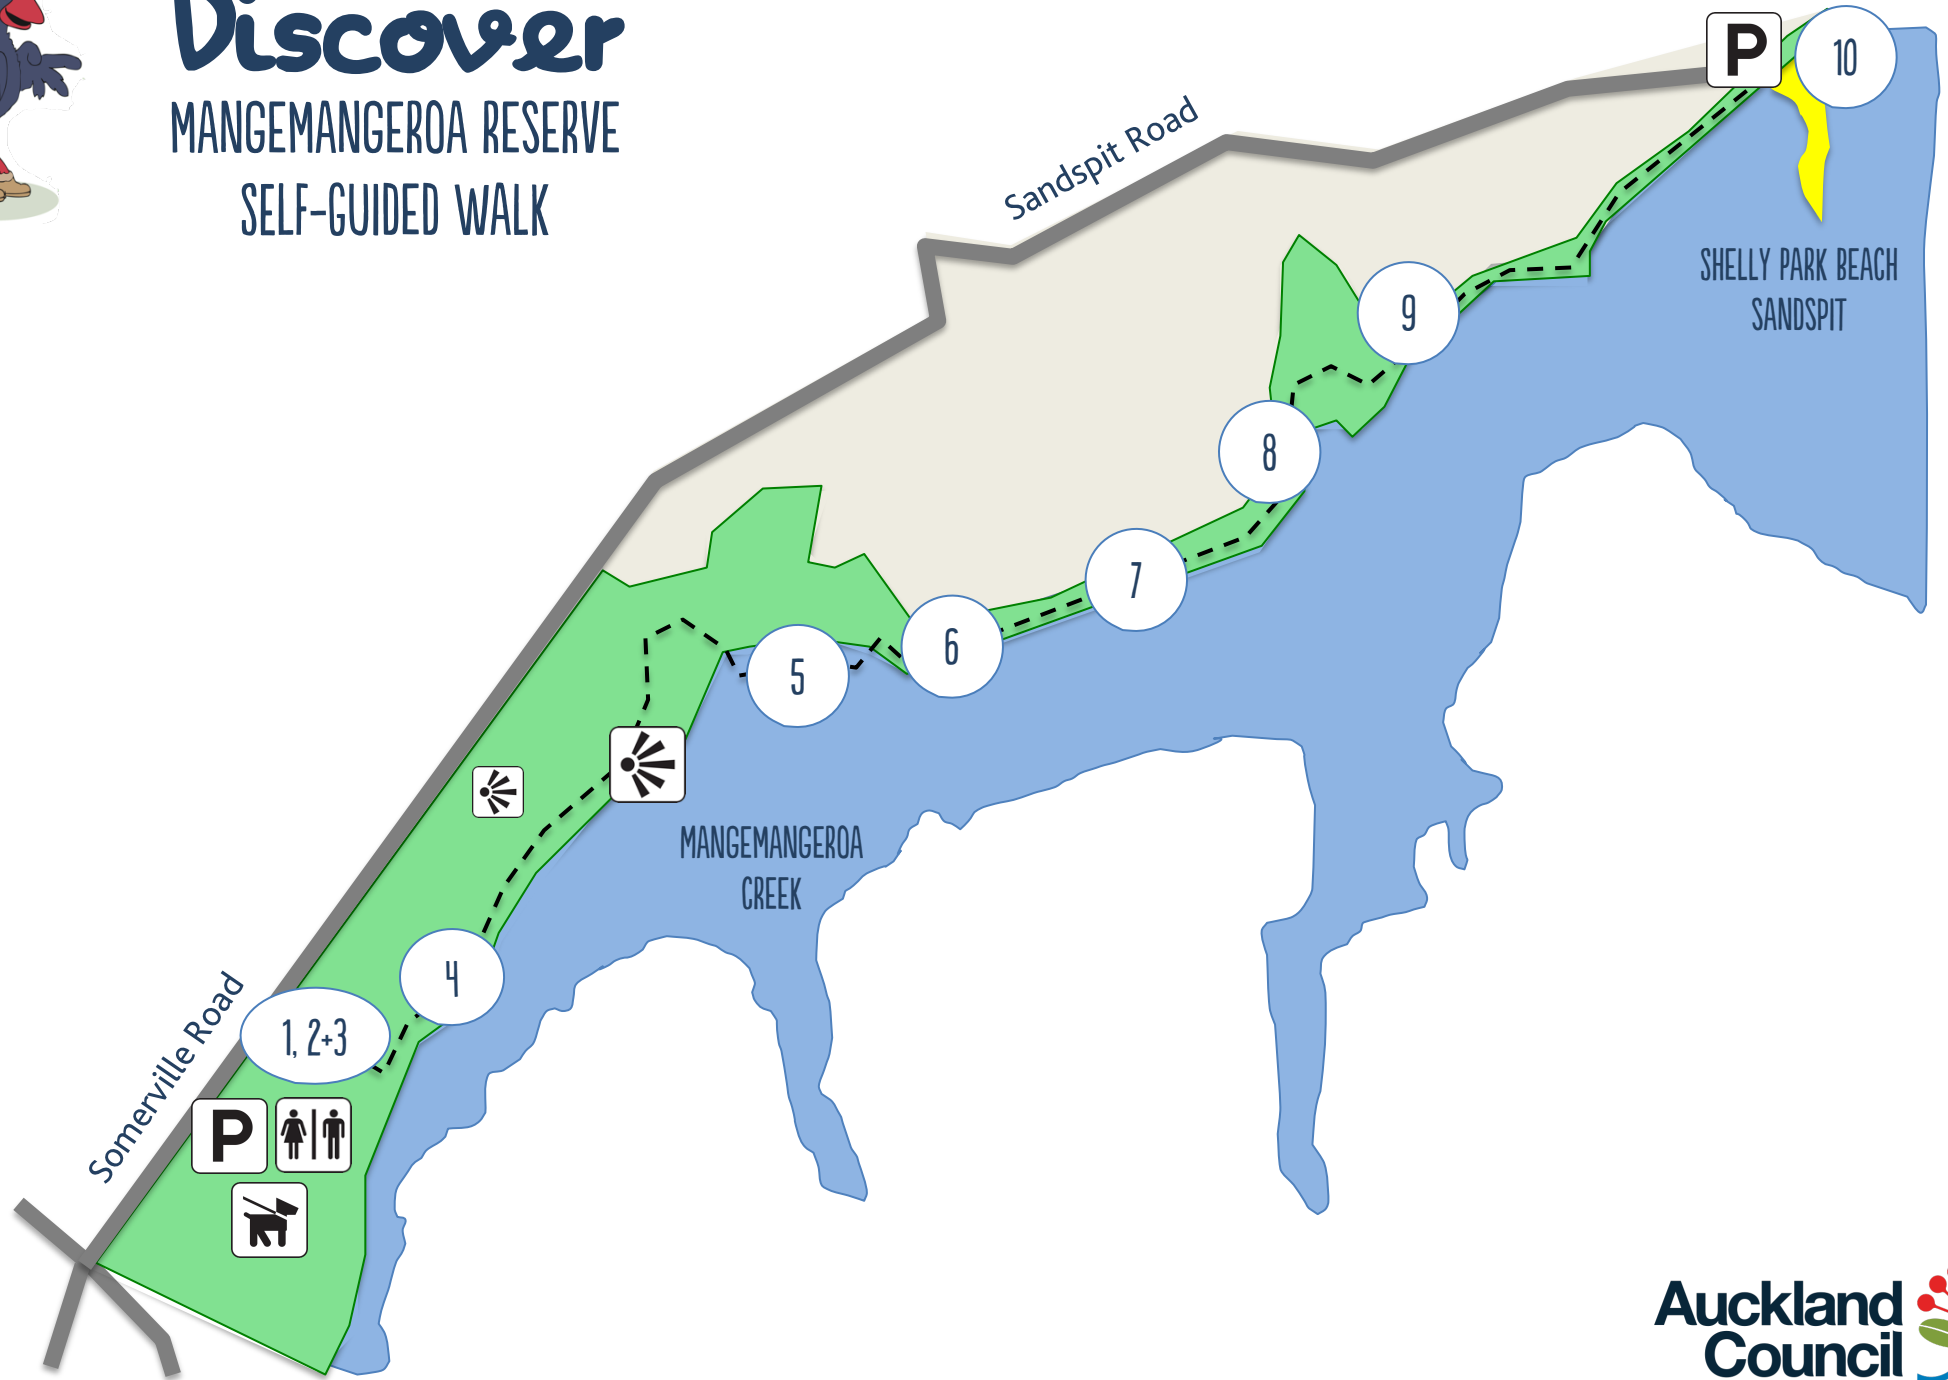 Discover
MANGEMANGEROA RESERVE
SELF-GUIDED WALK
P
10
Sandspit Road
SHELLY PARK BEACH
SANDSPIT
9
8
7
6
5
MANGEMANGEROA
CREEK
4
Somerville Road
1, 2+3
P
Auckland
Council